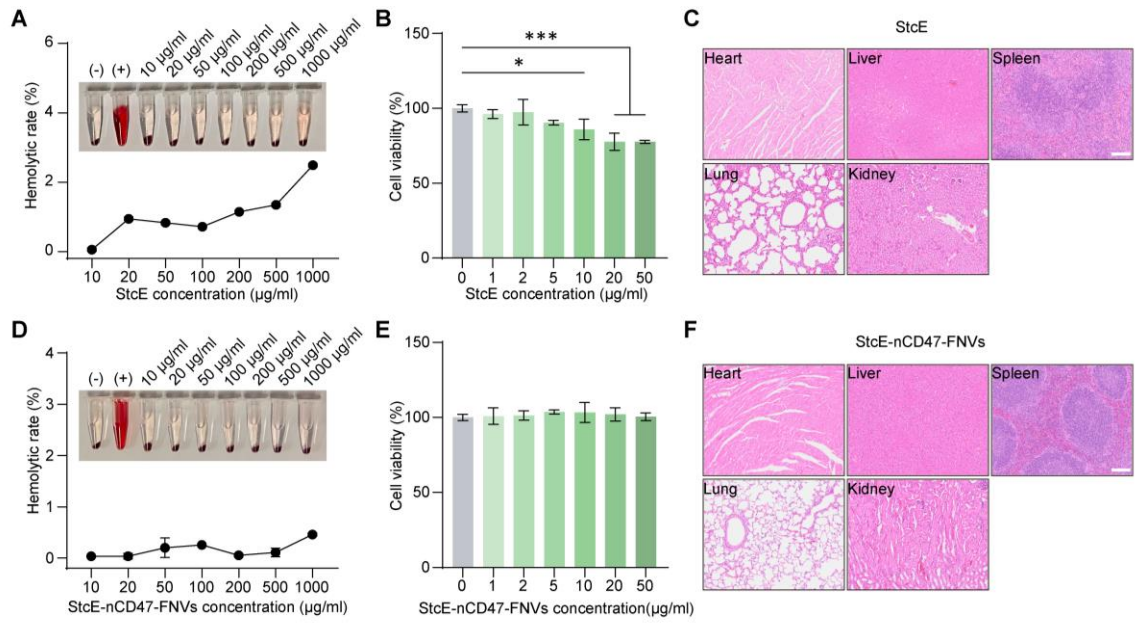 A
Hemolytic rate (%)
6
4
2
0
(-) (+) 10 µg/ml 20 µg/ml 50 µg/ml 100 µg/ml 200 µg/ml 500 µg/ml 1000 µg/ml
10 20 50 100 200 500 1000
StcE concentration (µg/ml)
B
Cell viability (%)
150
100
50
0
***
*
0 1 2 5 10 20 50
StcE concentration (µg/ml)
C
StcE
Heart Liver Spleen
Lung Kidney
D
Hemolytic rate (%)
4
3
2
1
0
(-) (+) 10 µg/ml 20 µg/ml 50 µg/ml 100 µg/ml 200 µg/ml 500 µg/ml 1000 µg/ml
10 20 50 100 200 500 1000
StcE-nCD47-FNVs concentration (µg/ml)
E
Cell viability (%)
150
100
50
0
0 1 2 5 10 20 50
StcE-nCD47-FNVs concentration(µg/ml)
F
StcE-nCD47-FNVs
Heart Liver Spleen
Lung Kidney